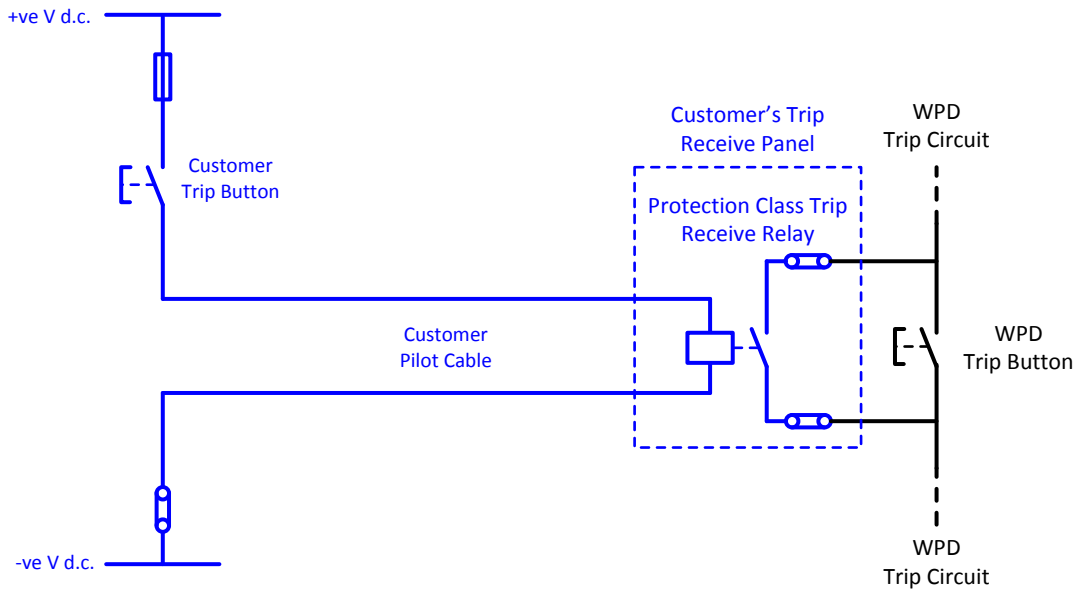 +ve V d.c.
Customer
Trip Button
Customer's Trip
Receive Panel
WPD
Trip Circuit
Protection Class Trip
Receive Relay
Customer
Pilot Cable
WPD
Trip Button
-ve V d.c.
WPD
Trip Circuit